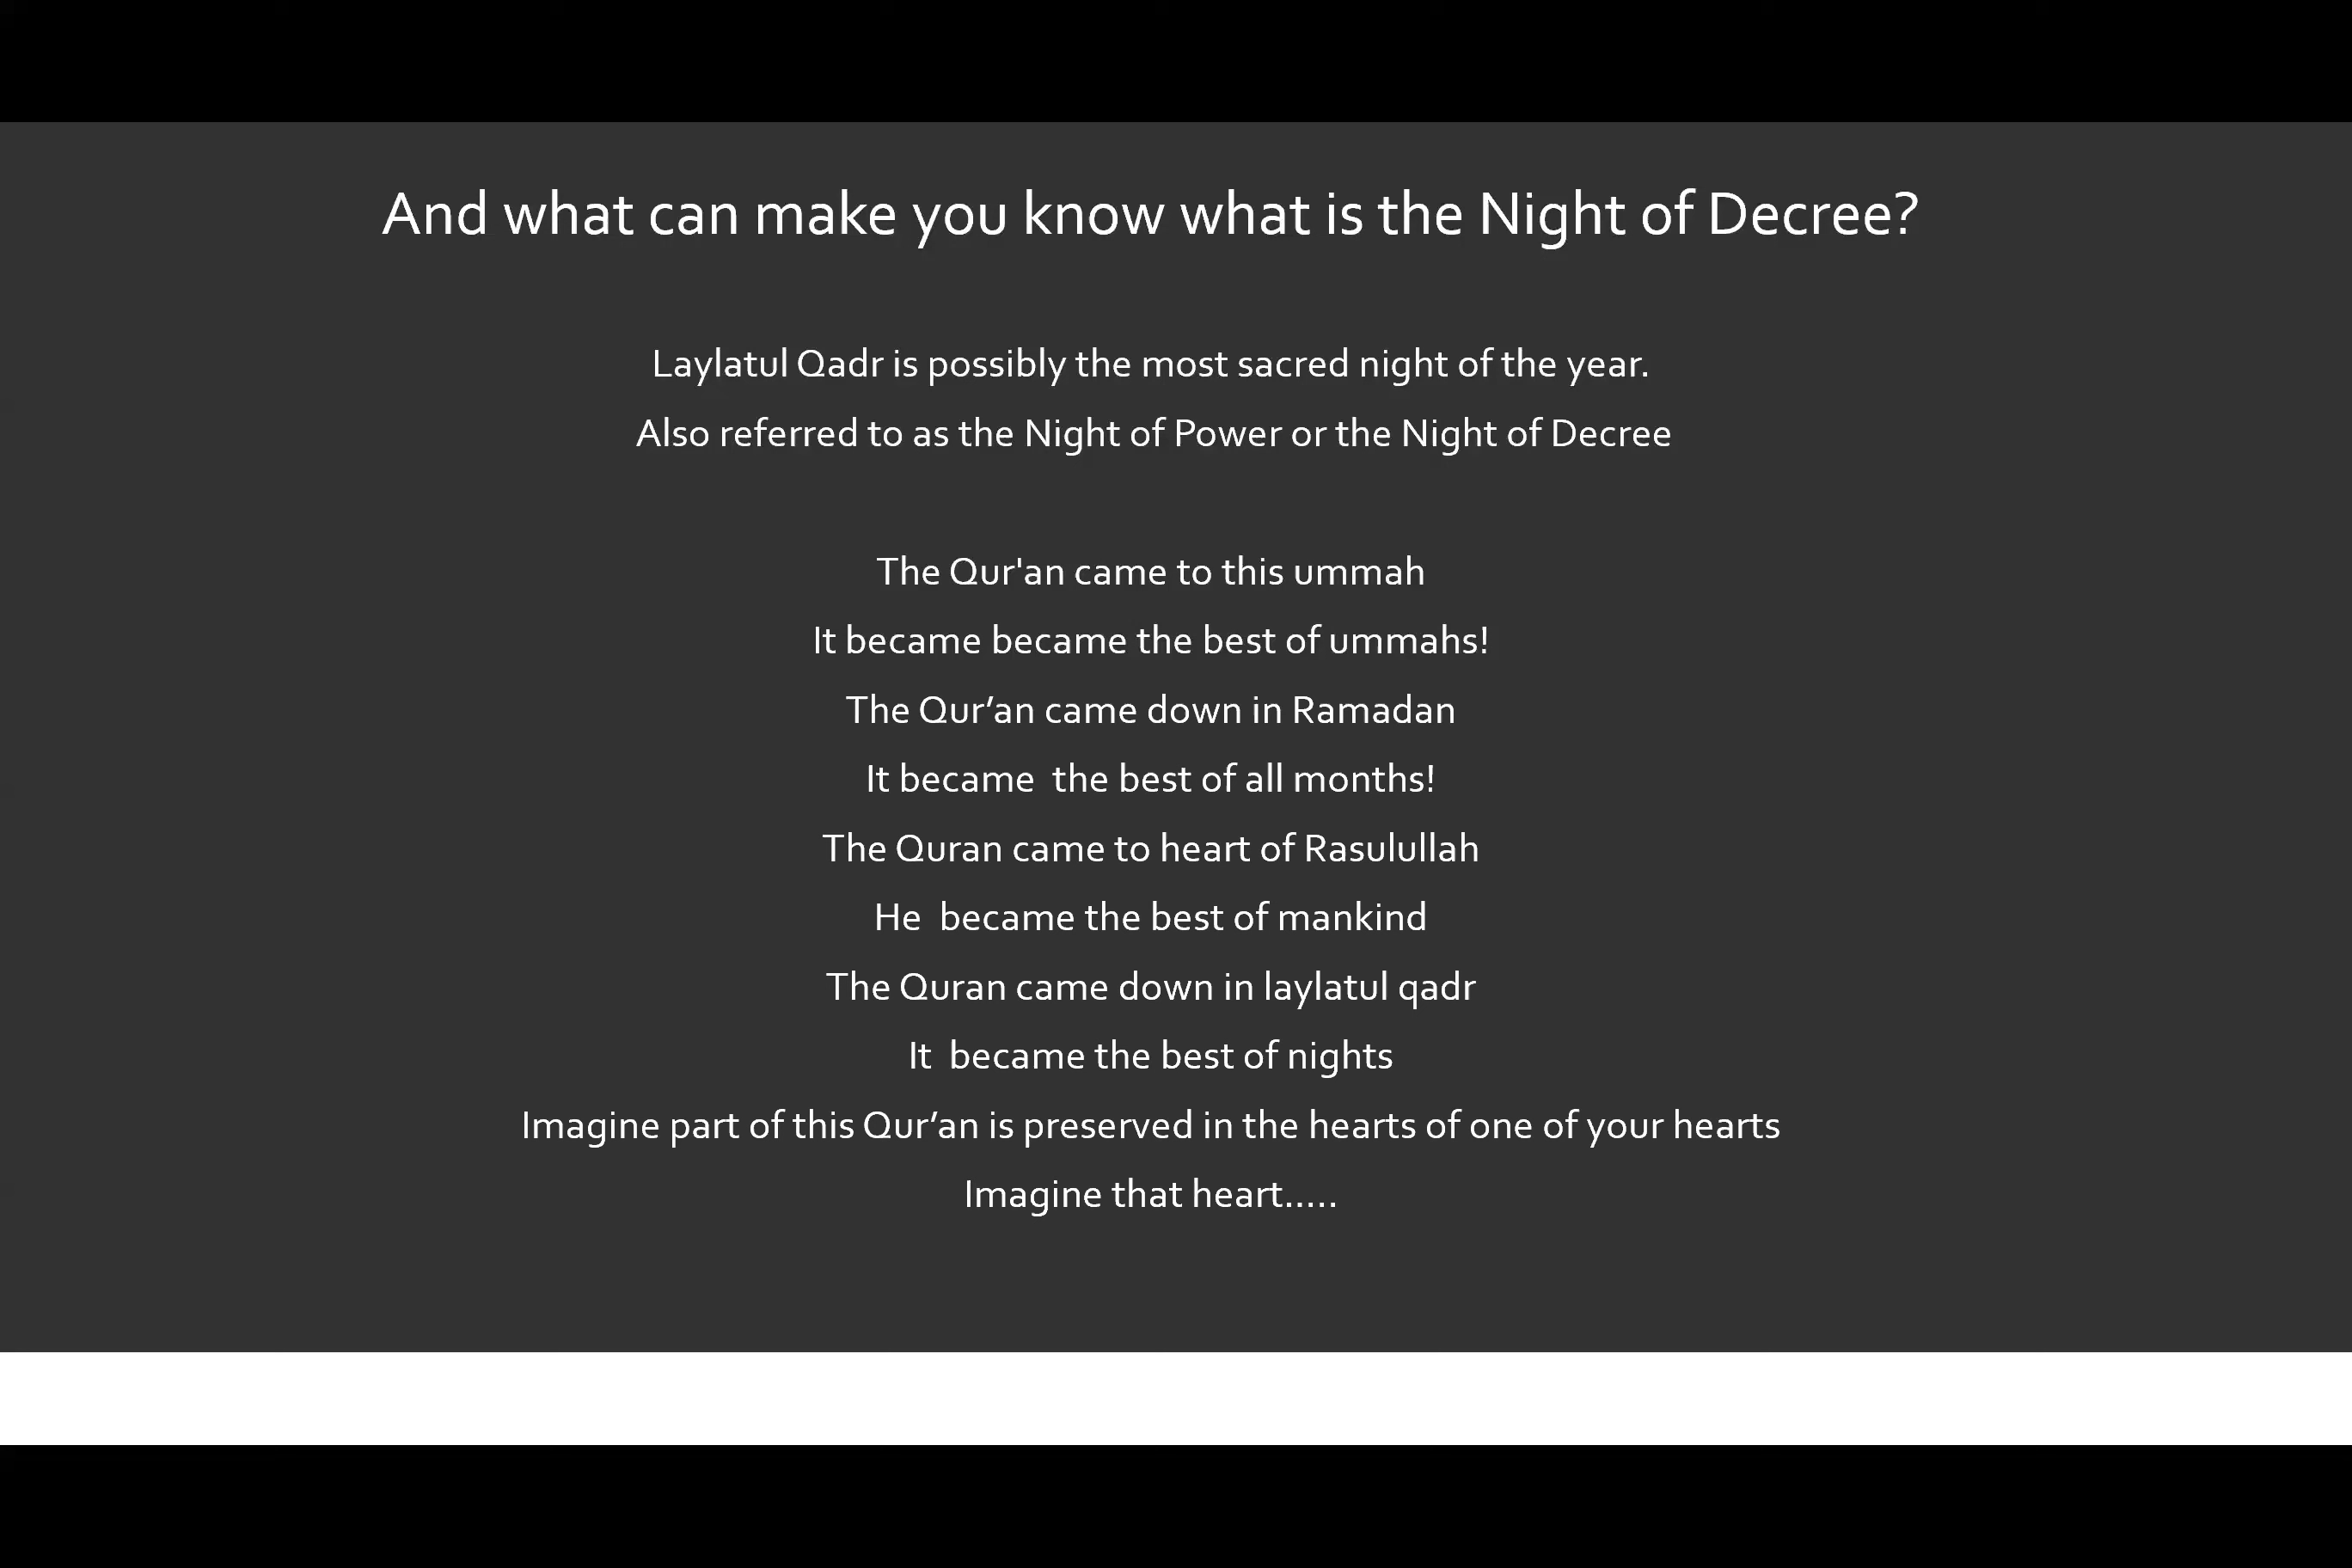 And what can make you know what is the Night of Decree?
Laylatul Qadr is possibly the most sacred night of the year.
Also referred to as the Night of Power or the Night of Decree
The Qur'an came to this ummah
It became became the best of ummahs!
The Qur’an came down in Ramadan
It became  the best of all months!
The Quran came to heart of Rasulullah
He  became the best of mankind
The Quran came down in laylatul qadr
It  became the best of nights
Imagine part of this Qur’an is preserved in the hearts of one of your hearts
Imagine that heart.....